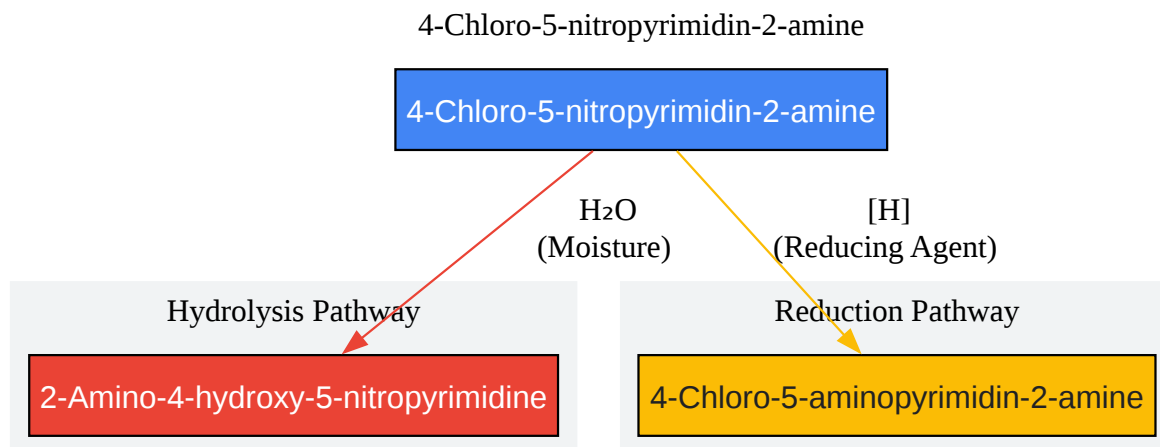 4-Chloro-5-nitropyrimidin-2-amine
4-Chloro-5-nitropyrimidin-2-amine
H₂O
(Moisture)
[H]
(Reducing Agent)
Hydrolysis Pathway
2-Amino-4-hydroxy-5-nitropyrimidine
Reduction Pathway
4-Chloro-5-aminopyrimidin-2-amine